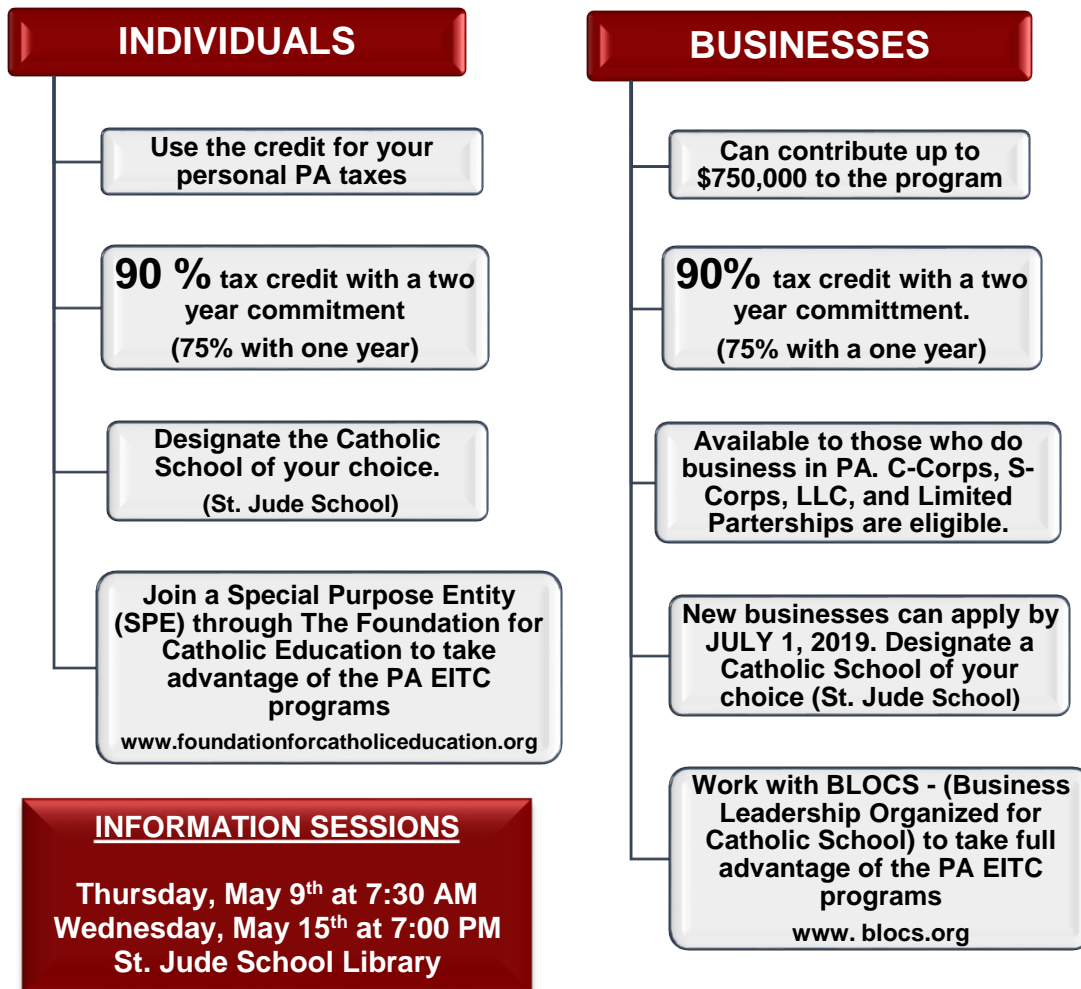 INDIVIDUALS
Use the credit for your
personal PA taxes
90 % tax credit with a two
year commitment
(75% with one year)
Designate the Catholic
School of your choice.
(St. Jude School)
Join a Special Purpose Entity
(SPE) through The Foundation for
Catholic Education to take
advantage of the PA EITC
programs
www.foundationforcatholiceducation.org
INFORMATION SESSIONS
Thursday, May 9th at 7:30 AM
Wednesday, May 15th at 7:00 PM
St. Jude School Library
BUSINESSES
Can contribute up to
$750,000 to the program
90% tax credit with a two
year committment.
(75% with a one year)
Available to those who do
business in PA. C-Corps, S-
Corps, LLC, and Limited
Parterships are eligible.
New businesses can apply by
JULY 1, 2019. Designate a
Catholic School of your
choice (St. Jude School)
Work with BLOCS - (Business
Leadership Organized for
Catholic School) to take full
advantage of the PA EITC
programs
www. blocs.org